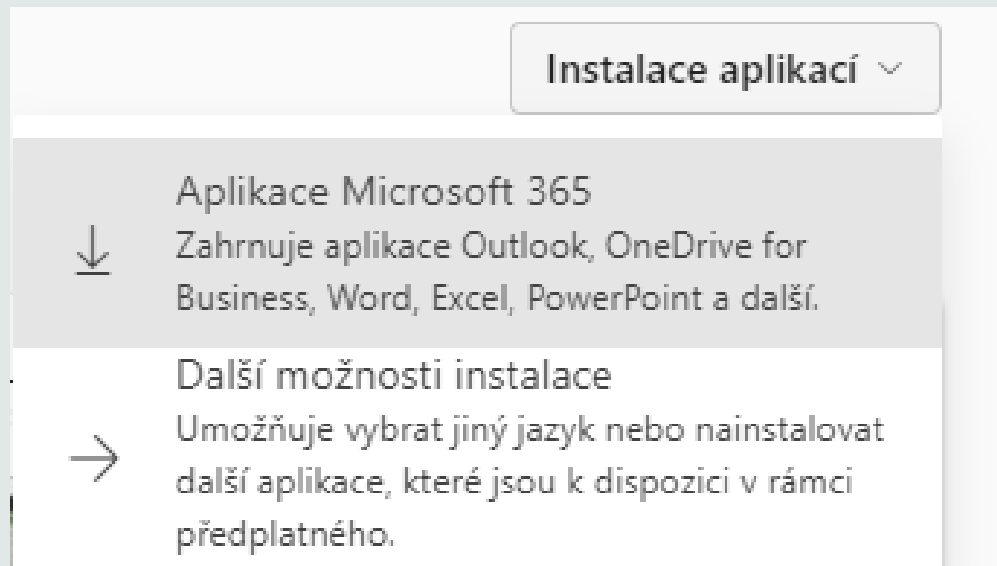 Instalace aplikací
Aplikace Microsoft 365
Zahrnuje aplikace Outlook, OneDrive for
Business, Word, Excel, PowerPoint a další.
Další možnosti instalace
Umožňuje vybrat jiný jazyk nebo nainstalovat
další aplikace, které jsou k dispozici v rámci
předplatného.